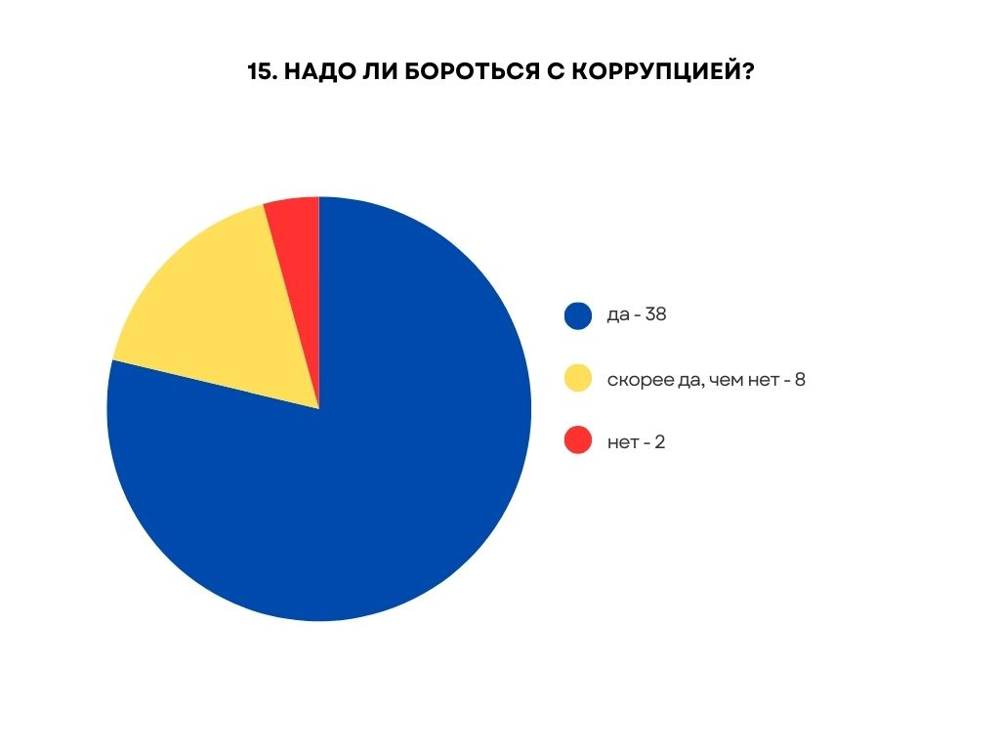 15. НАДО ЛИ БОРОТЬСЯ С КОРРУПЦИЕЙ?
да - 38
скорее да, чем нет - 8
нет - 2